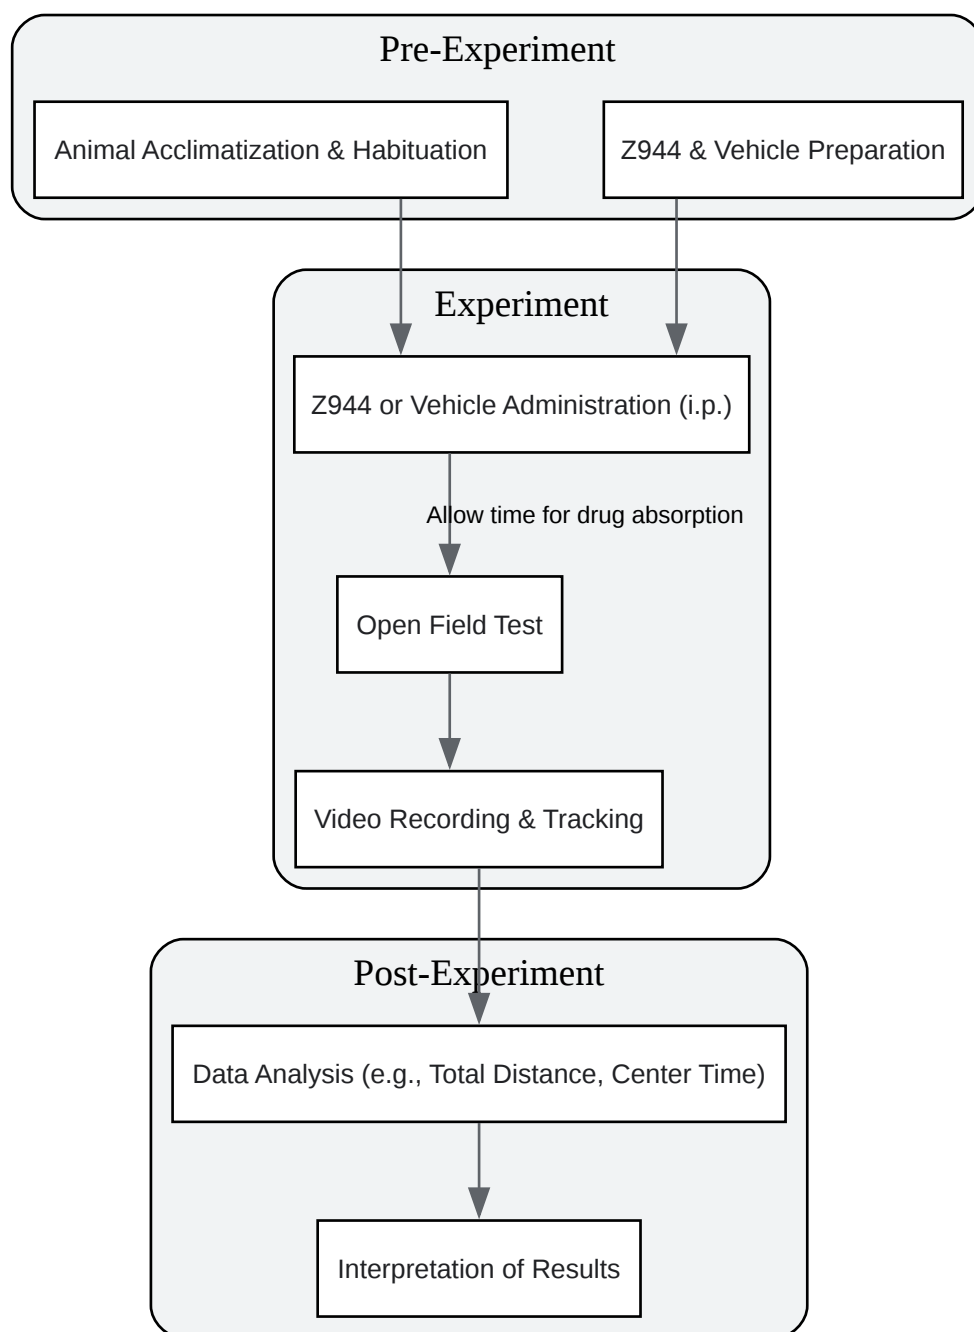 Pre-Experiment
Animal Acclimatization & Habituation
Z944 & Vehicle Preparation
Experiment
Z944 or Vehicle Administration (i.p.)
Allow time for drug absorption
Open Field Test
Video Recording & Tracking
Post-Experiment
Data Analysis (e.g., Total Distance, Center Time)
Interpretation of Results